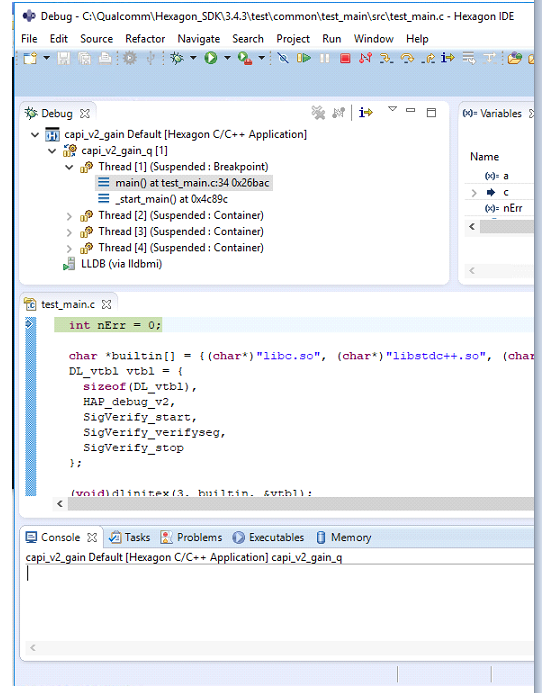 Debug - C:\Qualcomm\Hexagon_SDK\3.4.3\test\common\test_main\src\test_main.c - Hexagon IDE
File Edit Source Refactor Navigate Search Project Run Window Help
Debug
capi_v2_gain Default [Hexagon C/C++ Application]
capi_v2_gain_q [1]
Thread [1] (Suspended : Breakpoint)
main() at test_main.c:34 0x26bac
_start_main() at 0x4c89c
Thread [2] (Suspended : Container)
Thread [3] (Suspended : Container)
Thread [4] (Suspended : Container)
LLDB (via lldbmi)
(x)= Variables
Name
(x)= a
c
(x)= nErr
test_main.c
int nErr = 0;
char *builtin[] = {(char*)"libc.so", (char*)"libstdc++.so", (char
DL_vtbl vtbl = {
sizeof(DL_vtbl),
HAP_debug_v2,
SigVerify_start,
SigVerify_verifyseg,
SigVerify_stop
};
(void)dlinitex(3, builtin, &vtbl);
Console Tasks Problems Executables Memory
capi_v2_gain Default [Hexagon C/C++ Application] capi_v2_gain_q